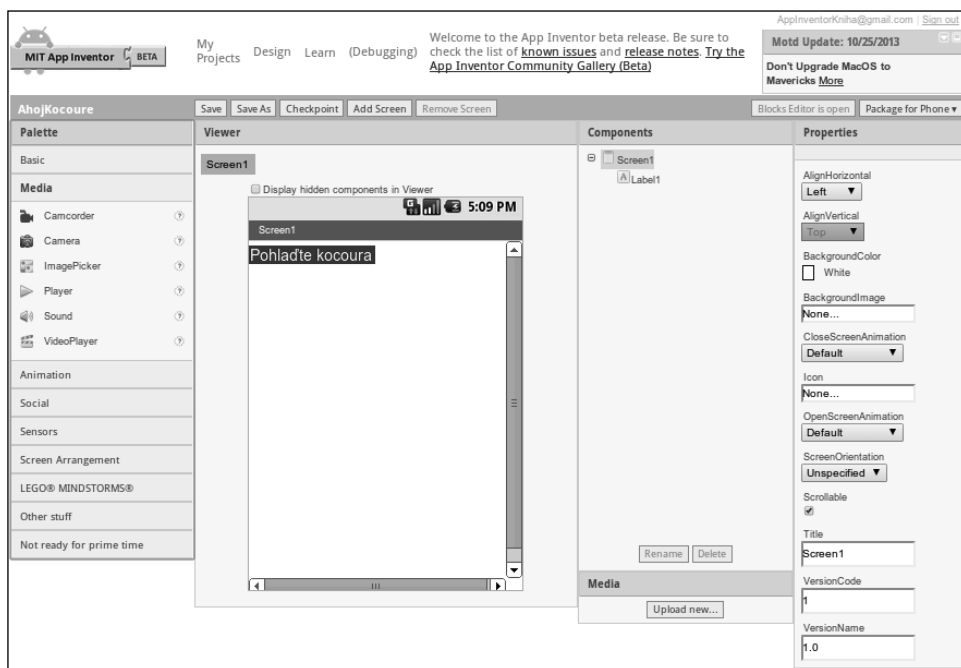 AppInventorKniha@gmail.com | Sign out
MIT App Inventor BETA
My Projects Design Learn (Debugging)
Welcome to the App Inventor beta release. Be sure to
check the list of known issues and release notes. Try the
App Inventor Community Gallery (Beta)
Motd Update: 10/25/2013
Don't Upgrade MacOS to
Mavericks More
AhojKocoure
Save Save As Checkpoint Add Screen Remove Screen Blocks Editor is open Package for Phone
Palette
Basic
Media
Camcorder ?
Camera ?
ImagePicker ?
Player ?
Sound ?
VideoPlayer ?
Animation
Social
Sensors
Screen Arrangement
LEGO® MINDSTORMS®
Other stuff
Not ready for prime time
Viewer
Screen1
Display hidden components in Viewer
5:09 PM
Screen1
Pohlaďte kocoura
Components
Screen1
A Label1
Rename Delete
Media
Upload new...
Properties
AlignHorizontal
Left
AlignVertical
Top
BackgroundColor
White
BackgroundImage
None...
CloseScreenAnimation
Default
Icon
None...
OpenScreenAnimation
Default
ScreenOrientation
Unspecified
Scrollable
Title
Screen1
VersionCode
1
VersionName
1.0